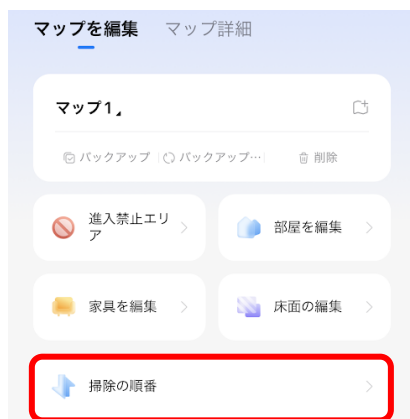 マップを編集 マップ詳細
マップ1
バックアップ バックアップ… 削除
進入禁止エリ
ア
部屋を編集
家具を編集
床面の編集
掃除の順番